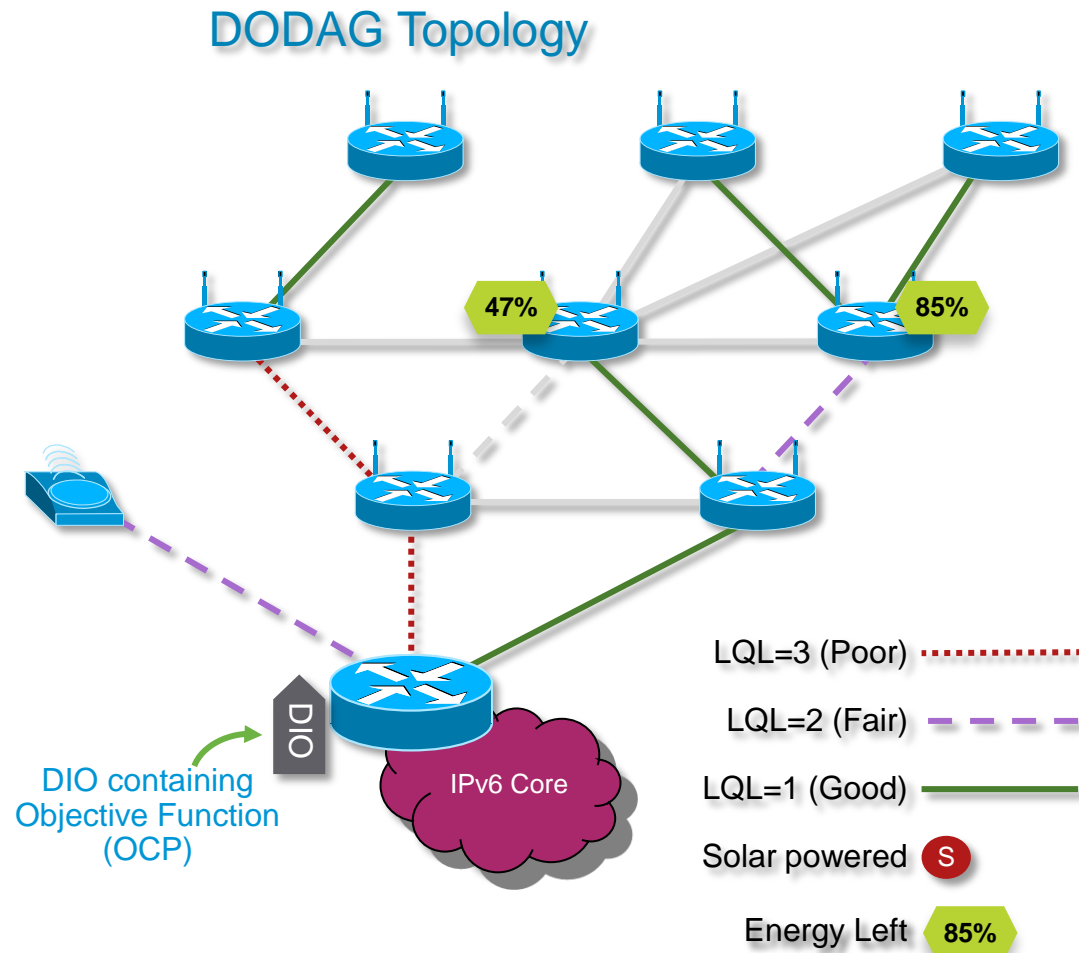 DODAG Topology
47%
85%
DIO
DIO containing
Objective Function
(OCP)
IPv6 Core
LQL=3 (Poor)
LQL=2 (Fair)
LQL=1 (Good)
Solar powered S
Energy Left 85%